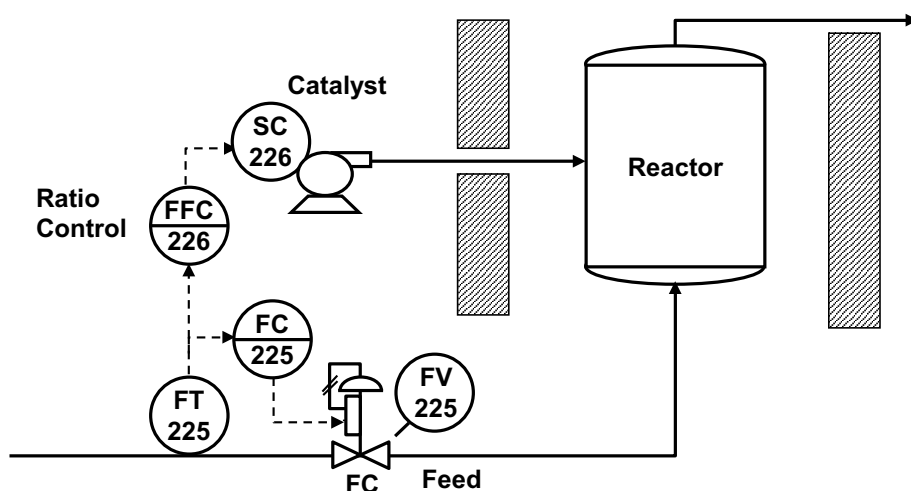 Catalyst
SC
226
Reactor
Ratio
Control
FFC
226
FC
225
FT
225
FV
225
FC
Feed